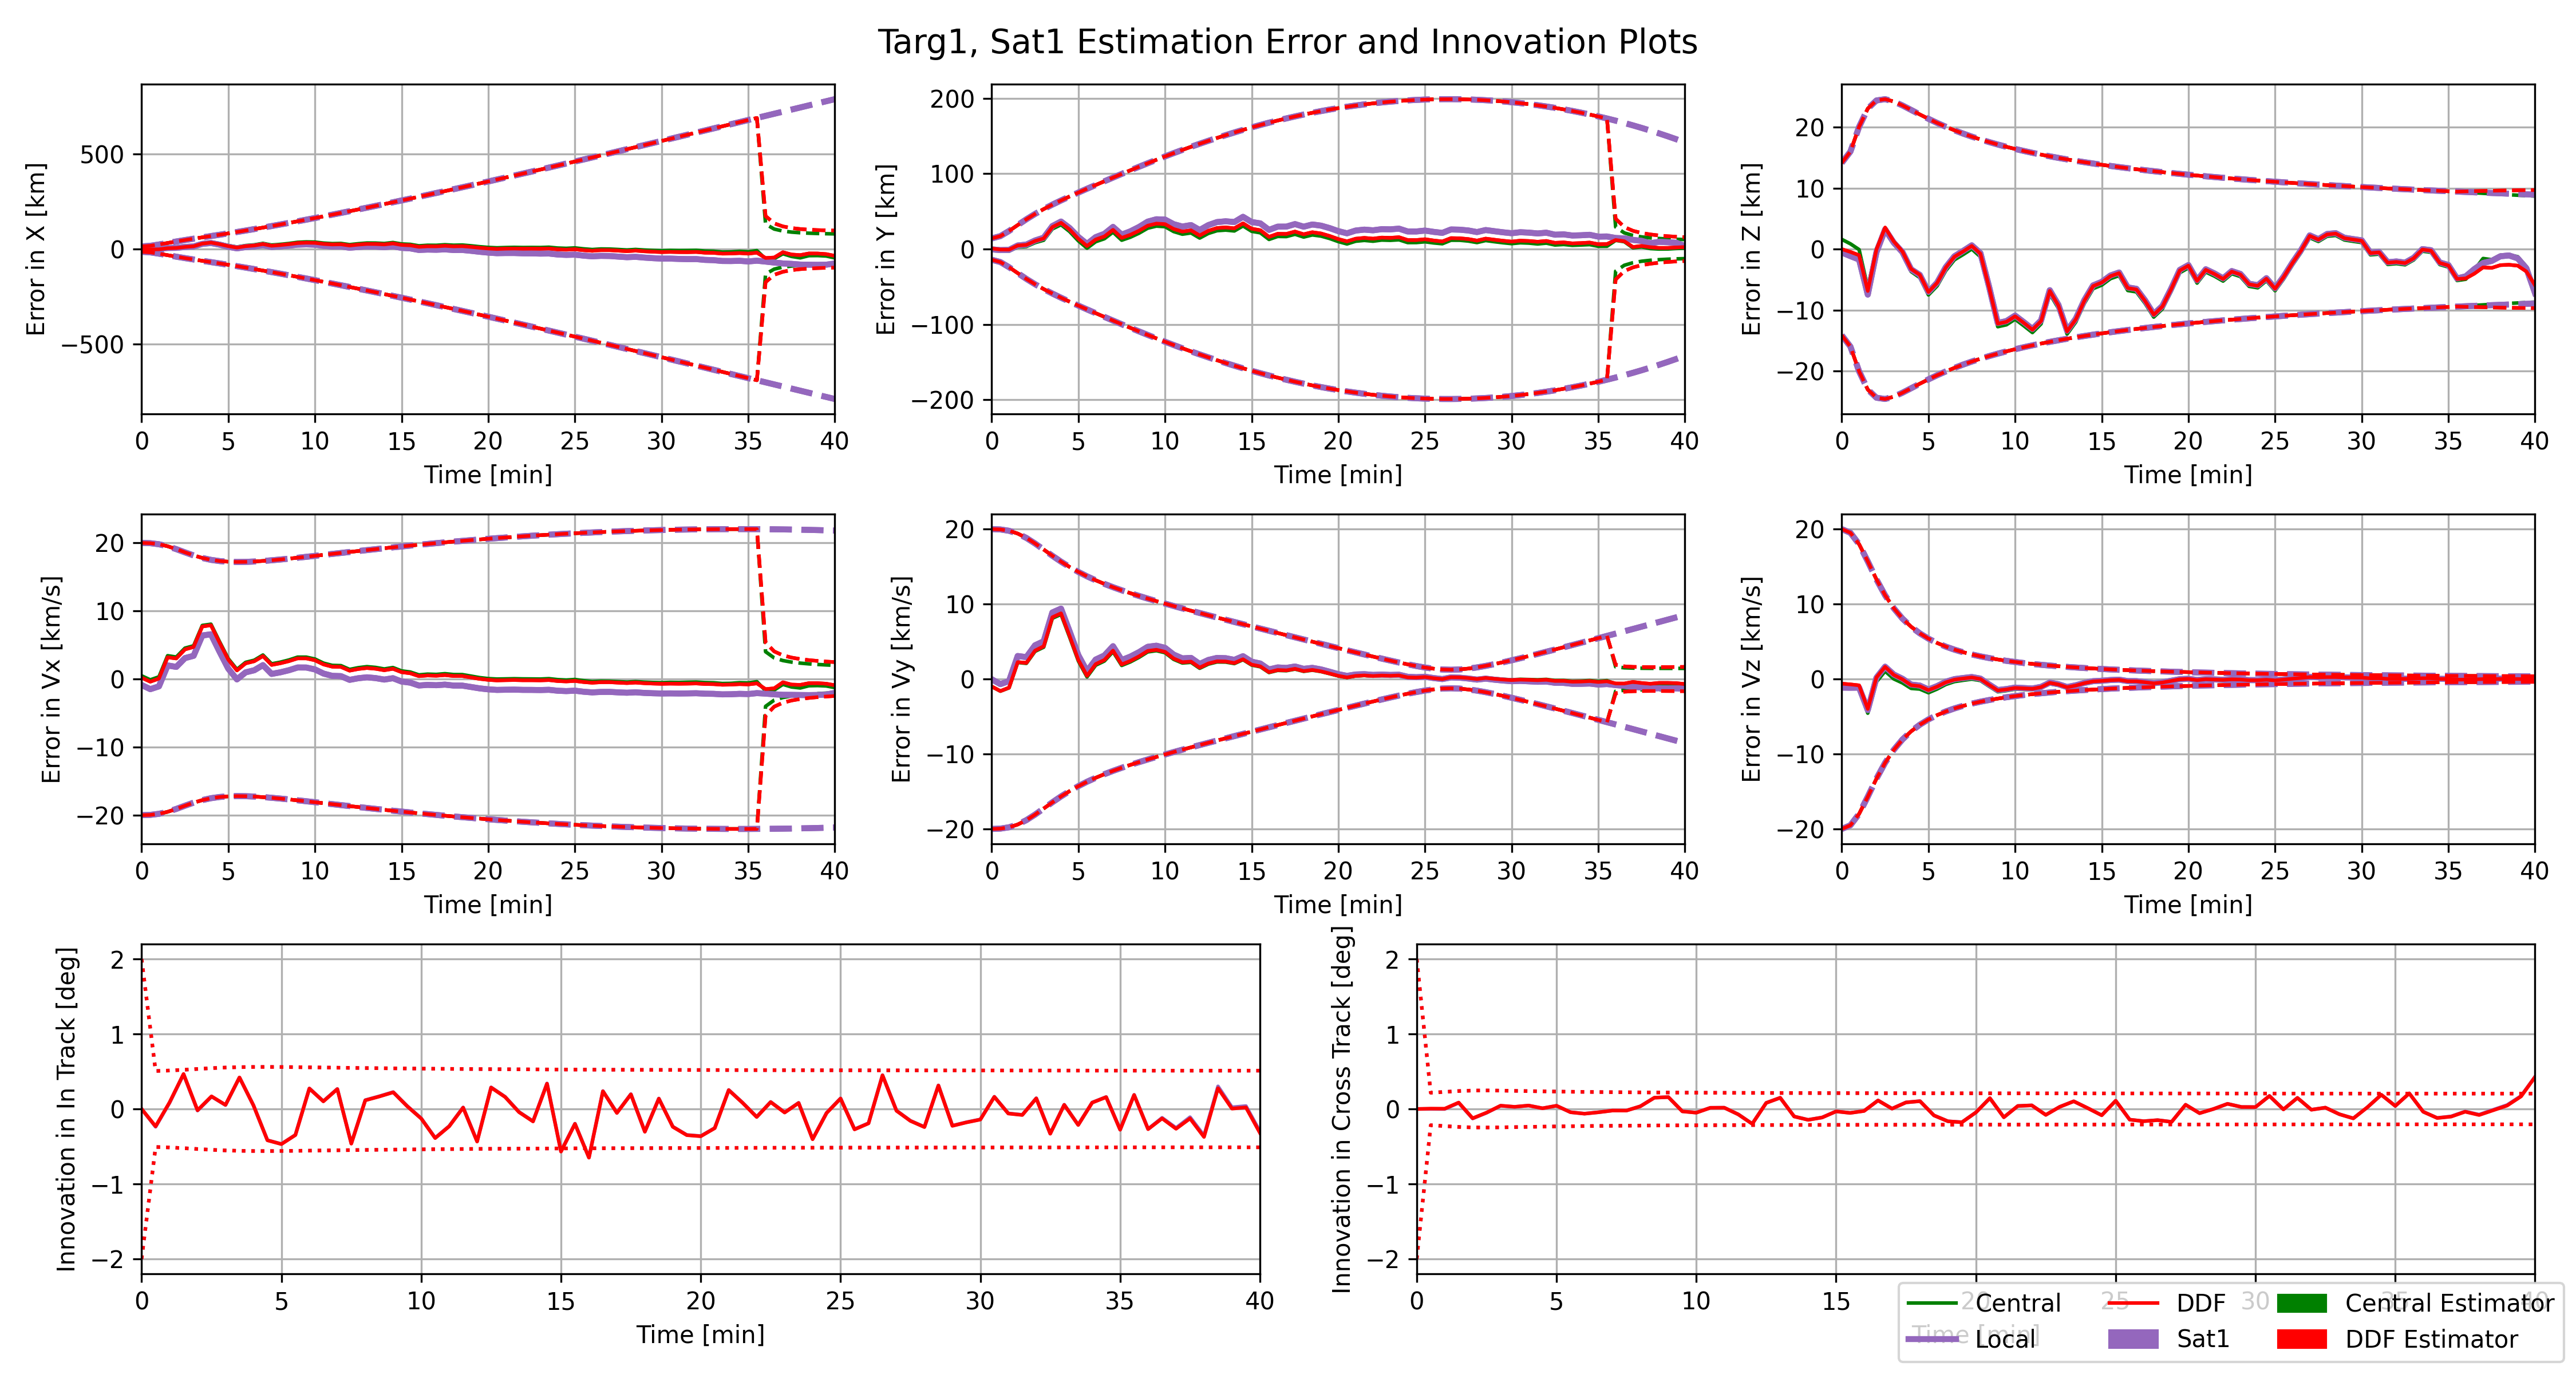 Targ1, Sat1 Estimation Error and Innovation Plots
Error in X [km]
500
0
−500
0 5 10 15 20 25 30 35 40
Time [min]
Error in Y [km]
200
100
0
−100
−200
0 5 10 15 20 25 30 35 40
Time [min]
Error in Z [km]
20
10
0
−10
−20
0 5 10 15 20 25 30 35 40
Time [min]
Error in Vx [km/s]
20
10
0
−10
−20
0 5 10 15 20 25 30 35 40
Time [min]
Error in Vy [km/s]
20
10
0
−10
−20
0 5 10 15 20 25 30 35 40
Time [min]
Error in Vz [km/s]
20
10
0
−10
−20
0 5 10 15 20 25 30 35 40
Time [min]
Innovation in In Track [deg]
2
1
0
−1
−2
0 5 10 15 20 25 30 35 40
Time [min]
Innovation in Cross Track [deg]
2
1
0
−1
−2
0 5 10 15 20 25 30 35 40
Time [min]
Central DDF Central Estimator
Local Sat1 DDF Estimator